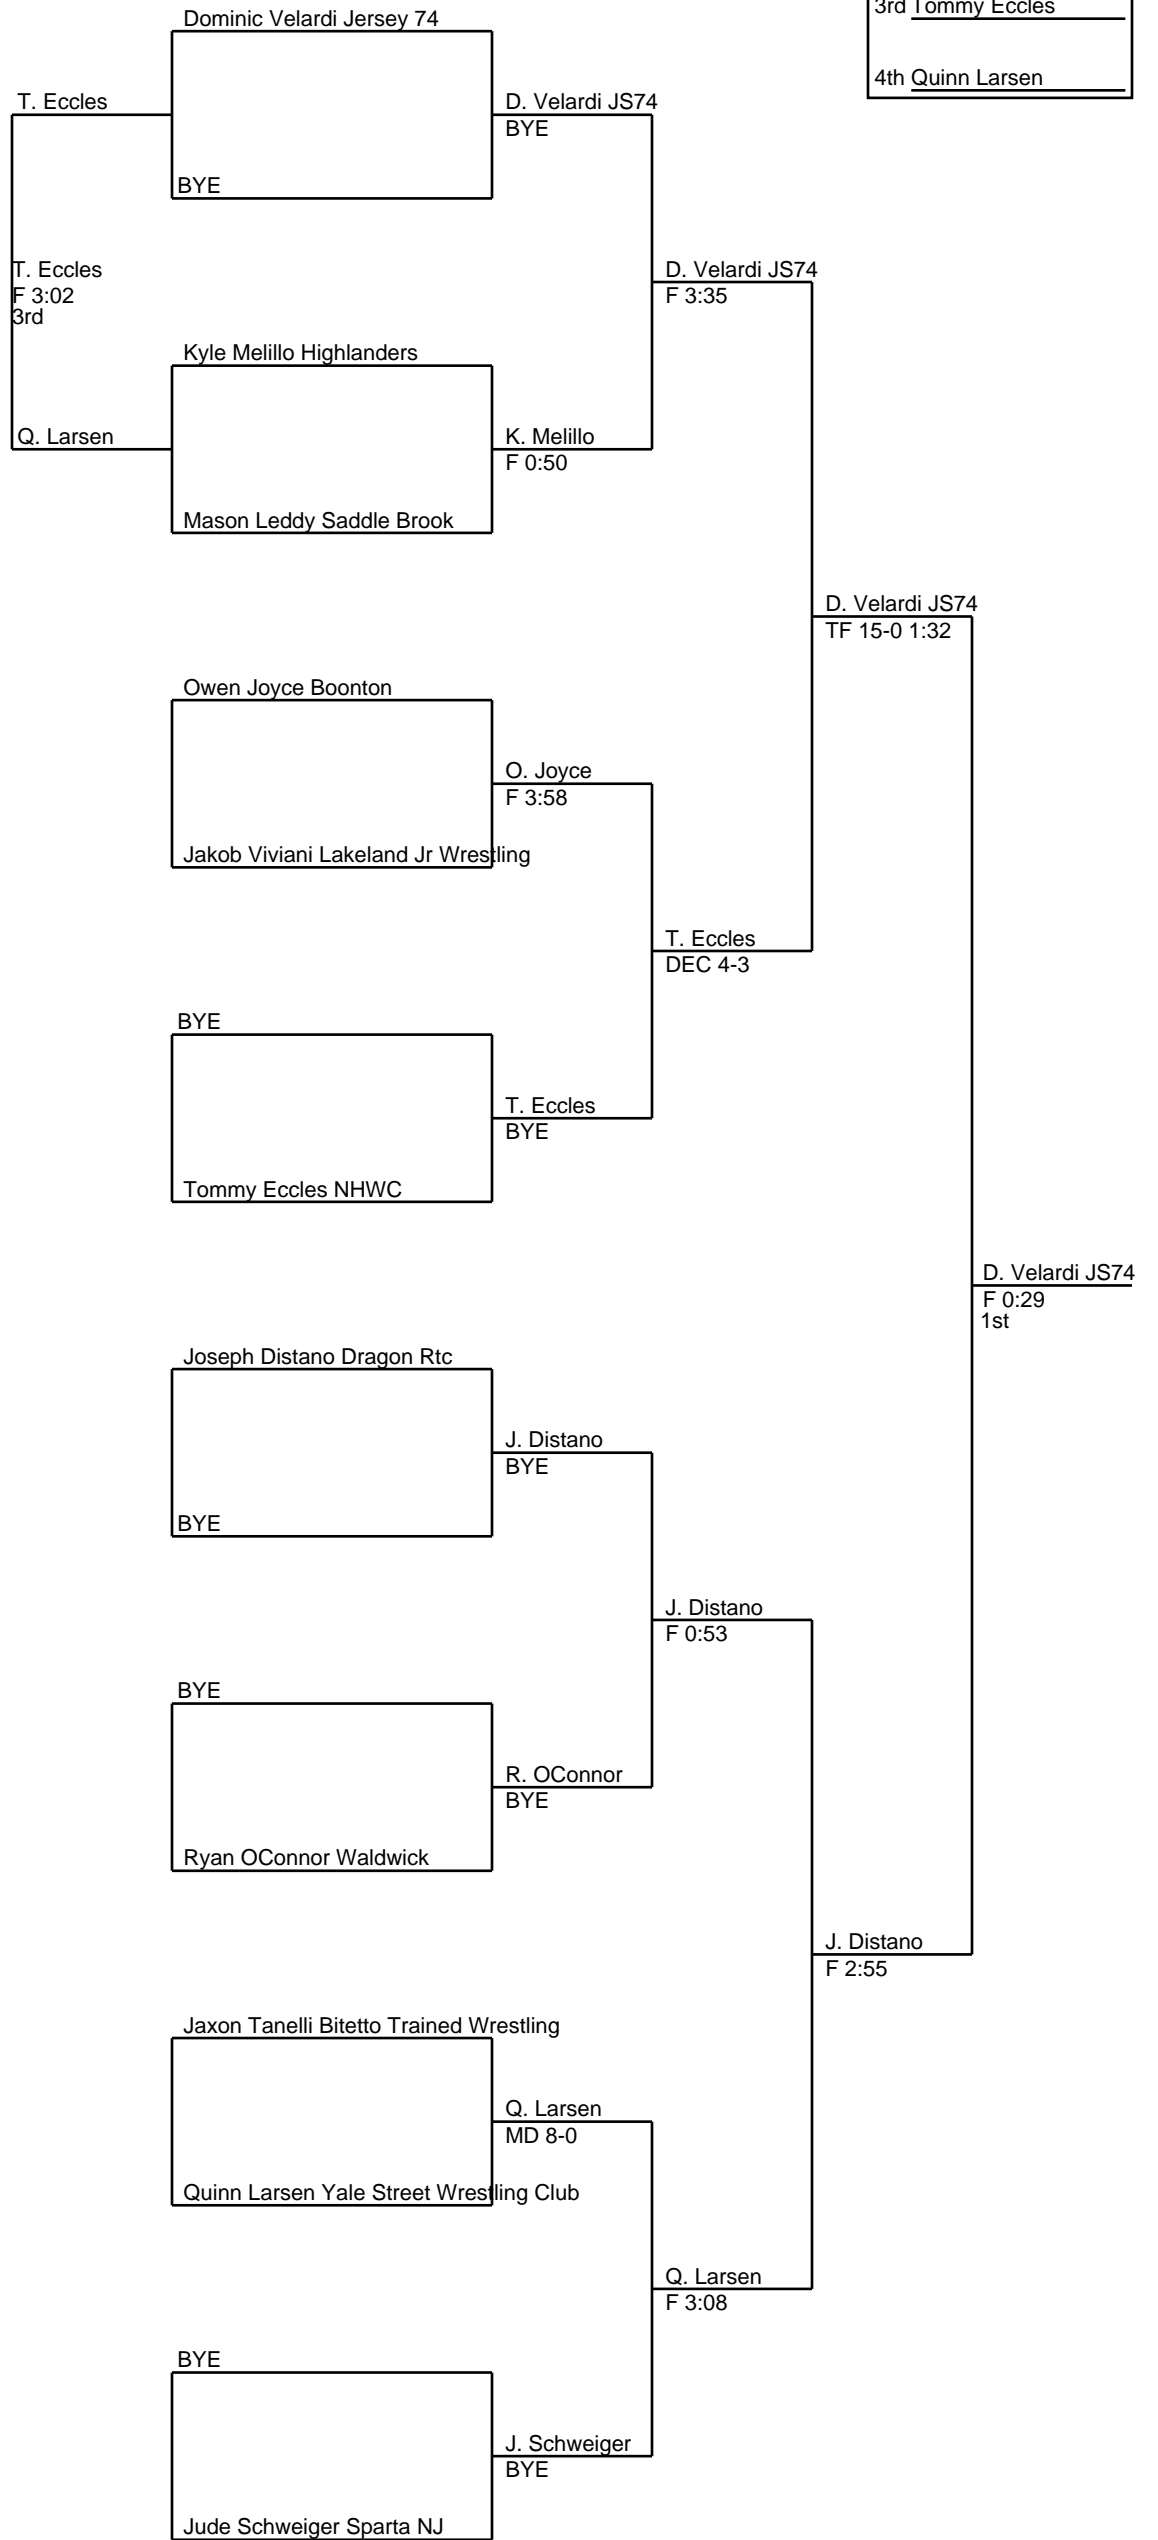 3rd Tommy Eccles
4th Quinn Larsen
Dominic Velardi Jersey 74
T. Eccles
D. Velardi JS74
BYE
BYE
T. Eccles
F 3:02
3rd
D. Velardi JS74
F 3:35
Kyle Melillo Highlanders
Q. Larsen
K. Melillo
F 0:50
Mason Leddy Saddle Brook
D. Velardi JS74
TF 15-0 1:32
Owen Joyce Boonton
O. Joyce
F 3:58
Jakob Viviani Lakeland Jr Wrestling
T. Eccles
DEC 4-3
BYE
T. Eccles
BYE
Tommy Eccles NHWC
D. Velardi JS74
F 0:29
1st
Joseph Distano Dragon Rtc
J. Distano
BYE
BYE
J. Distano
F 0:53
BYE
R. OConnor
BYE
Ryan OConnor Waldwick
J. Distano
F 2:55
Jaxon Tanelli Bitetto Trained Wrestling
Q. Larsen
MD 8-0
Quinn Larsen Yale Street Wrestling Club
Q. Larsen
F 3:08
BYE
J. Schweiger
BYE
Jude Schweiger Sparta NJ